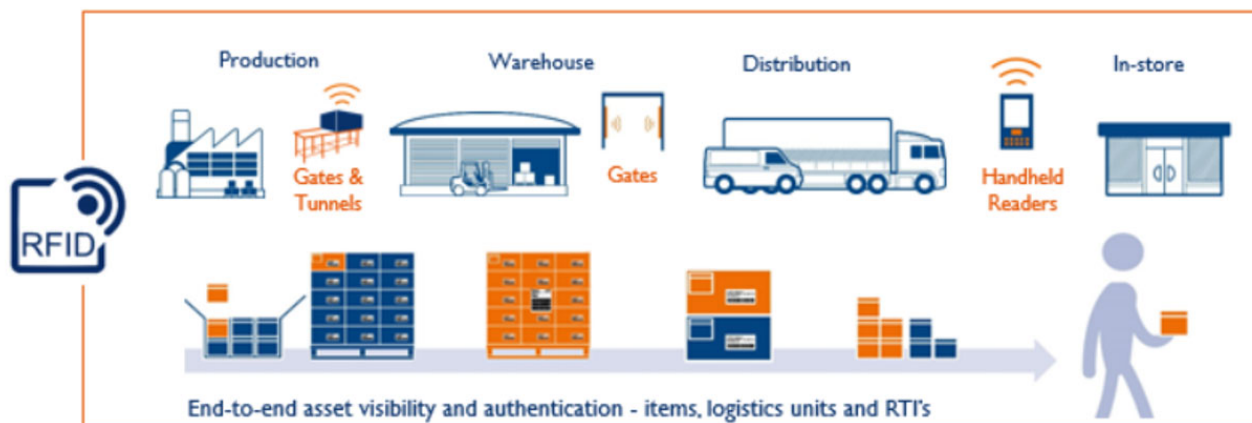 Production
Warehouse
Distribution
In-store
Gates &
Tunnels
Gates
Handheld
Readers
RFID
End-to-end asset visibility and authentication - items, logistics units and RTI's